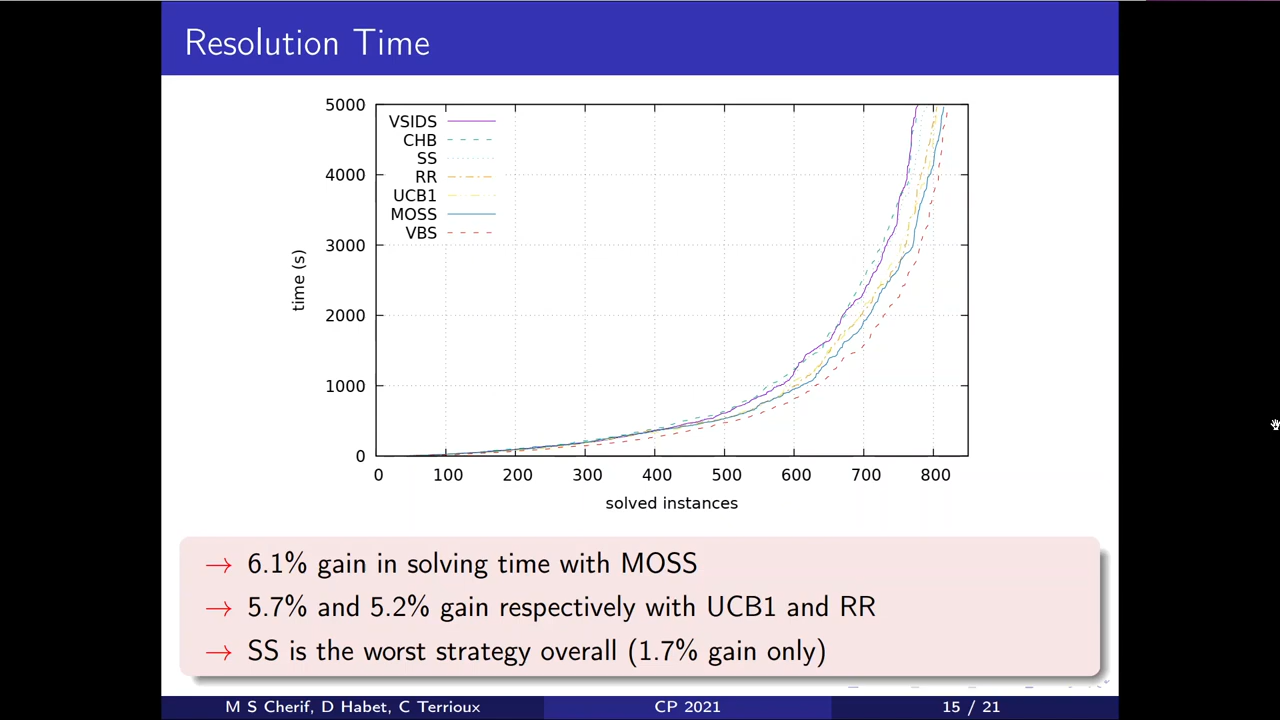 Resolution Time
5000
4000
3000
2000
1000
0
time (s)
VSIDS
CHB
SS
RR
UCB1
MOSS
VBS
0 100 200 300 400 500 600 700 800
solved instances
→ 6.1% gain in solving time with MOSS
→ 5.7% and 5.2% gain respectively with UCB1 and RR
→ SS is the worst strategy overall (1.7% gain only)
M S Cherif, D Habet, C Terrioux CP 2021 15 / 21